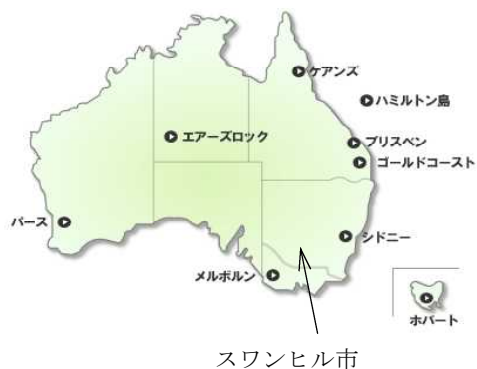 ケアンズ
ハミルトン島
エアーズロック
ブリスベン
ゴールドコースト
パース
シドニー
メルボルン
ホバート
スワンヒル市